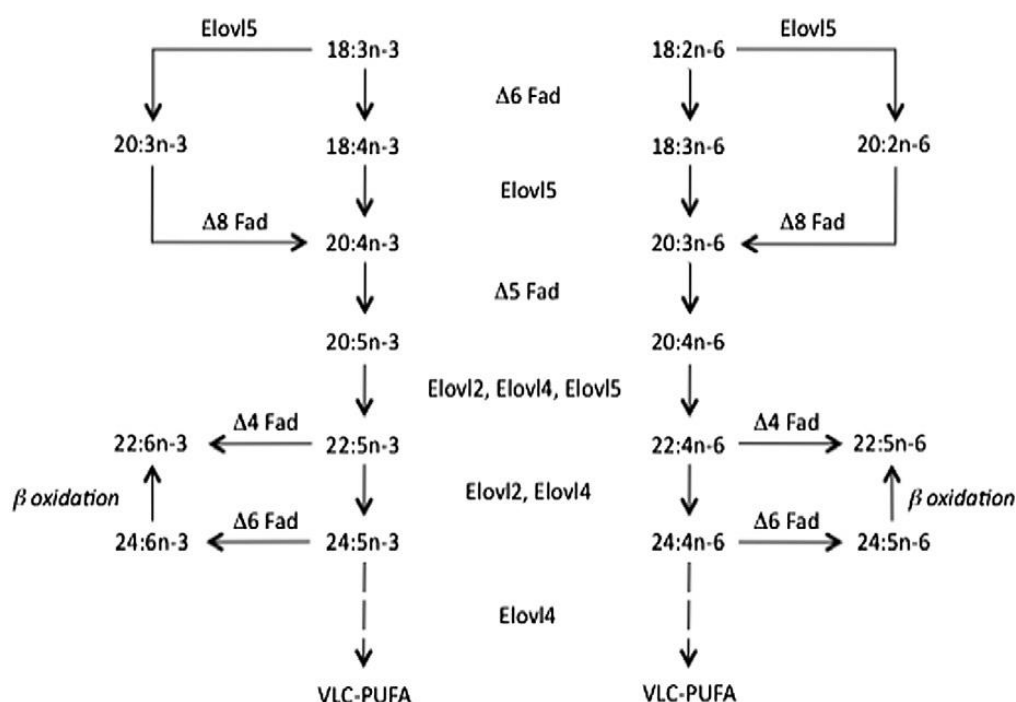 Elovl5 18:3n-3 18:2n-6 Elovl5
Δ6 Fad
20:3n-3 18:4n-3 18:3n-6 20:2n-6
Elovl5
Δ8 Fad Δ8 Fad
20:4n-3 20:3n-6
Δ5 Fad
20:5n-3 20:4n-6
Elovl2, Elovl4, Elovl5
Δ4 Fad Δ4 Fad
22:6n-3 22:5n-3 22:4n-6 22:5n-6
β oxidation Elovl2, Elovl4 β oxidation
Δ6 Fad Δ6 Fad
24:6n-3 24:5n-3 24:4n-6 24:5n-6
Elovl4
VLC-PUFA VLC-PUFA